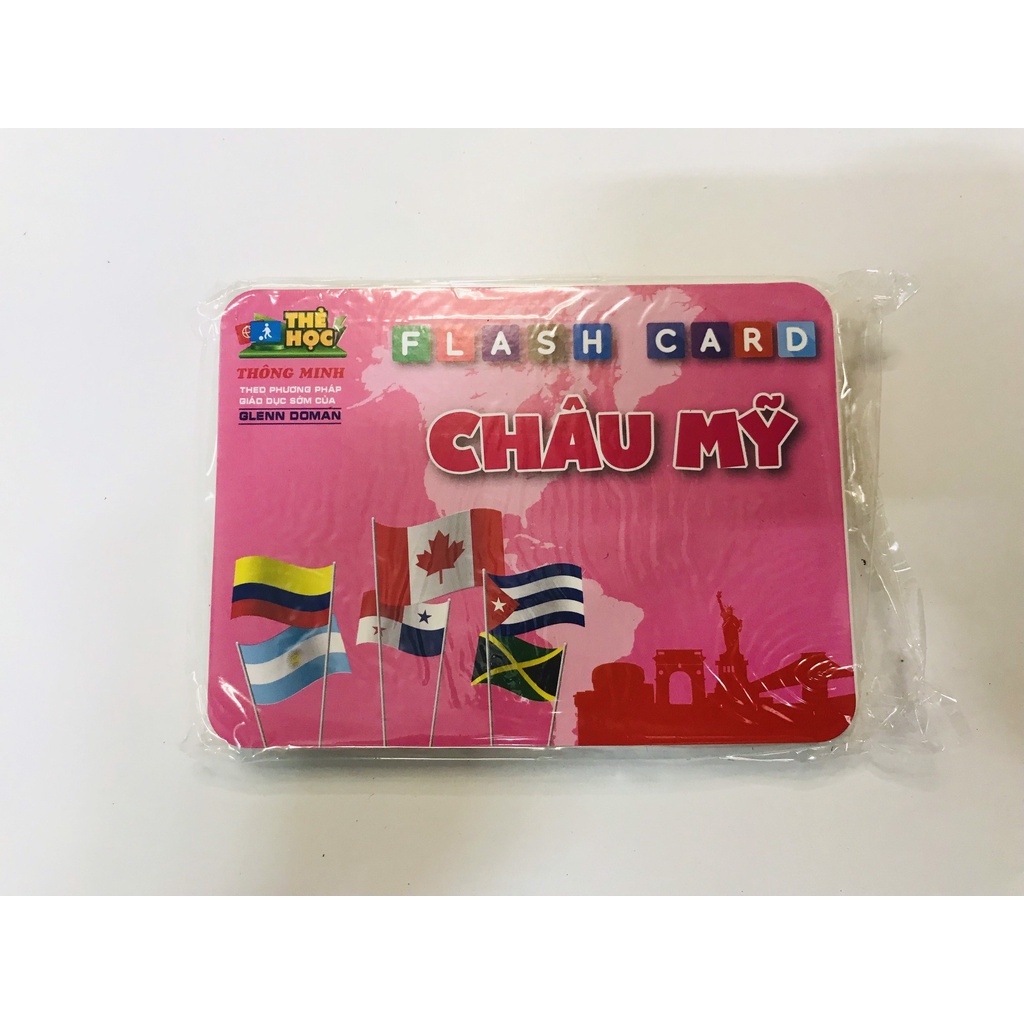 THẺ
HỌC
THÔNG MINH
THEO PHƯƠNG PHÁP
GIÁO DỤC SỚM CỦA
GLENN DOMAN
FLASH CARD
CHÂU MỸ